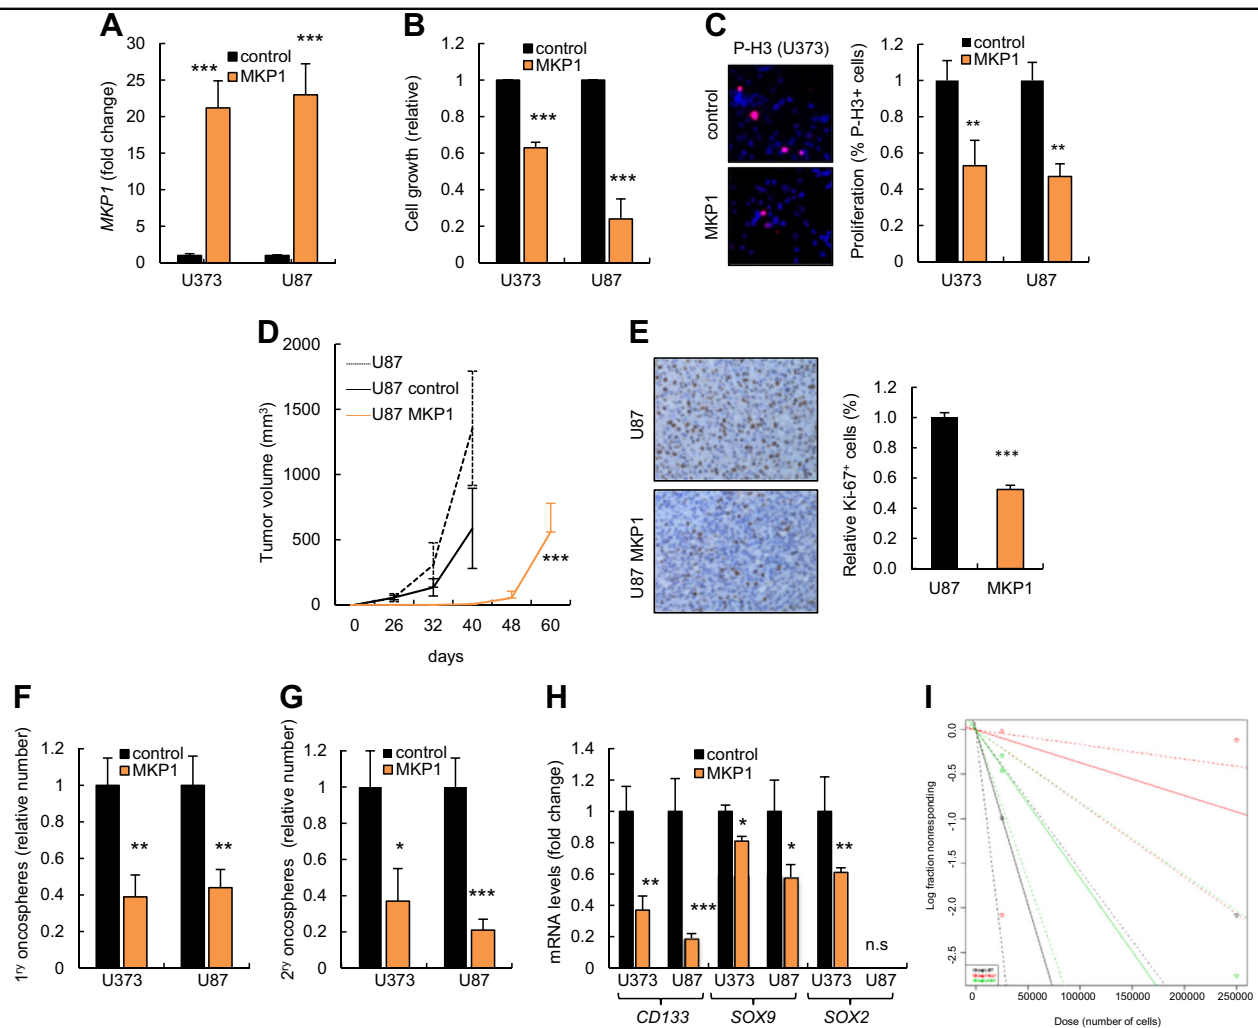 A
MKP1 (fold change)
30
25
20
15
10
5
0
control
MKP1
***
***
U373
U87
B
Cell growth (relative)
1.2
1
0.8
0.6
0.4
0.2
0
control
MKP1
***
***
U373
U87
C
P-H3 (U373)
control
MKP1
Proliferation (% P-H3+ cells)
1.2
1
0.8
0.6
0.4
0.2
0
control
MKP1
**
**
U373
U87
D
Tumor volume (mm³)
2000
1500
1000
500
0
U87
U87 control
U87 MKP1
***
0 26 32 40 48 60
days
E
U87
U87 MKP1
Relative Ki-67⁺ cells (%)
1.2
1.0
0.8
0.6
0.4
0.2
0.0
***
U87
MKP1
F
1ʳʸ oncospheres (relative number)
1.2
1
0.8
0.6
0.4
0.2
0
control
MKP1
**
**
U373
U87
G
2ʳʸ oncospheres (relative number)
1.2
1
0.8
0.6
0.4
0.2
0
control
MKP1
*
***
U373
U87
H
mRNA levels (fold change)
1.4
1.2
1
0.8
0.6
0.4
0.2
0
control
MKP1
**
***
*
*
**
n.s
U373 U87 U373 U87 U373 U87
CD133 SOX9 SOX2
I
Log fraction nonresponding
0.0
-0.5
-1.0
-1.5
-2.0
-2.5
0 50000 100000 150000 200000 250000
Dose (number of cells)